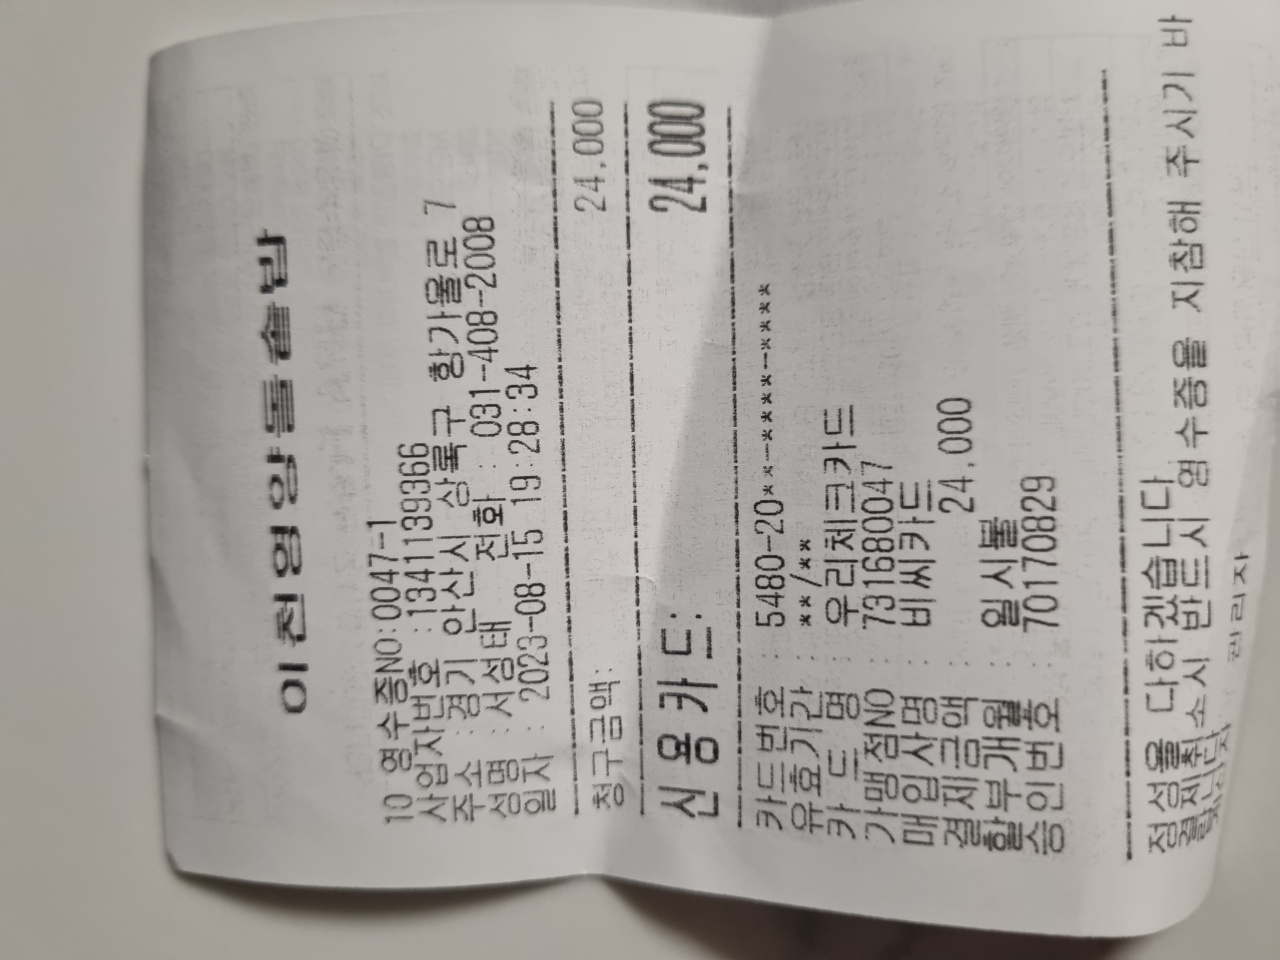 이천영양돌솥밥
10 영수증NO:0047-1
사업자번호 :1341139366
주소 : 경기 안산시 상록구 항가울로 7
성명 : 서성태 전화 : 031-408-2008
일자 : 2023-08-15 19:28:34
청구금액: 24,000
신용카드: 24,000
카드번호 : 5480-20**-****-****
유효기간 : **/**
카 드 명 : 우리체크카드
가맹점NO : 731680047
매입사명 : 비씨카드
결제금액 : 24,000
할부개월 : 일시불
승인번호 : 70170829
정성을 다하겠습니다
결제취소시 반드시 영수증을 지참해 주시기 바
랍니다
관리자